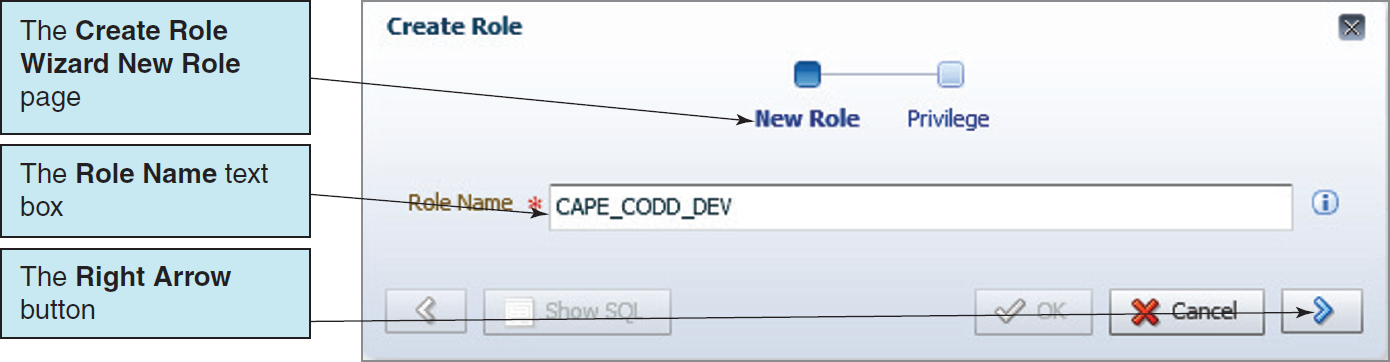 The Create Role
Wizard New Role
page
The Role Name text
box
The Right Arrow
button
Create Role
New Role
Privilege
Role Name * CAPE_CODD_DEV
Show SQL
OK
Cancel